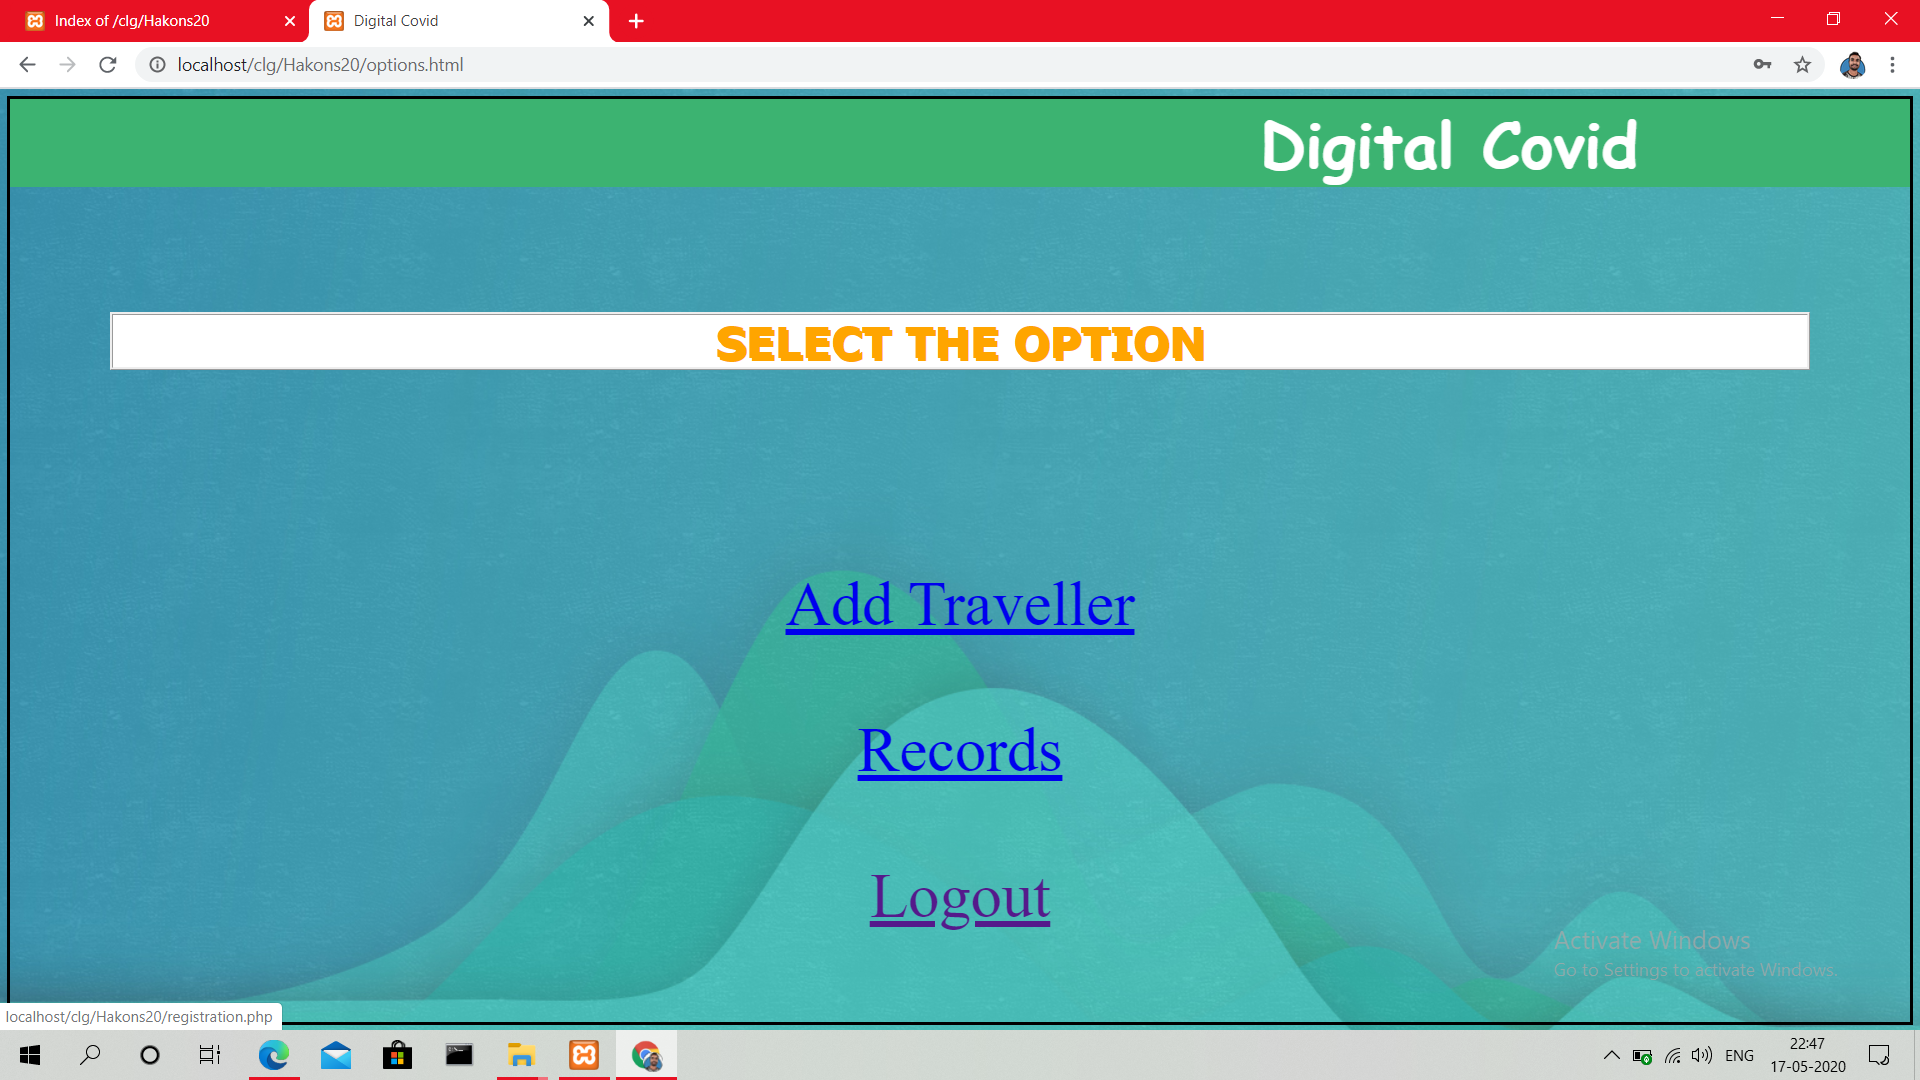 Index of /clg/Hakons20
Digital Covid
localhost/clg/Hakons20/options.html
Digital Covid
SELECT THE OPTION
Add Traveller
Records
Logout
Activate Windows
Go to Settings to activate Windows.
localhost/clg/Hakons20/registration.php
ENG
22:47
17-05-2020